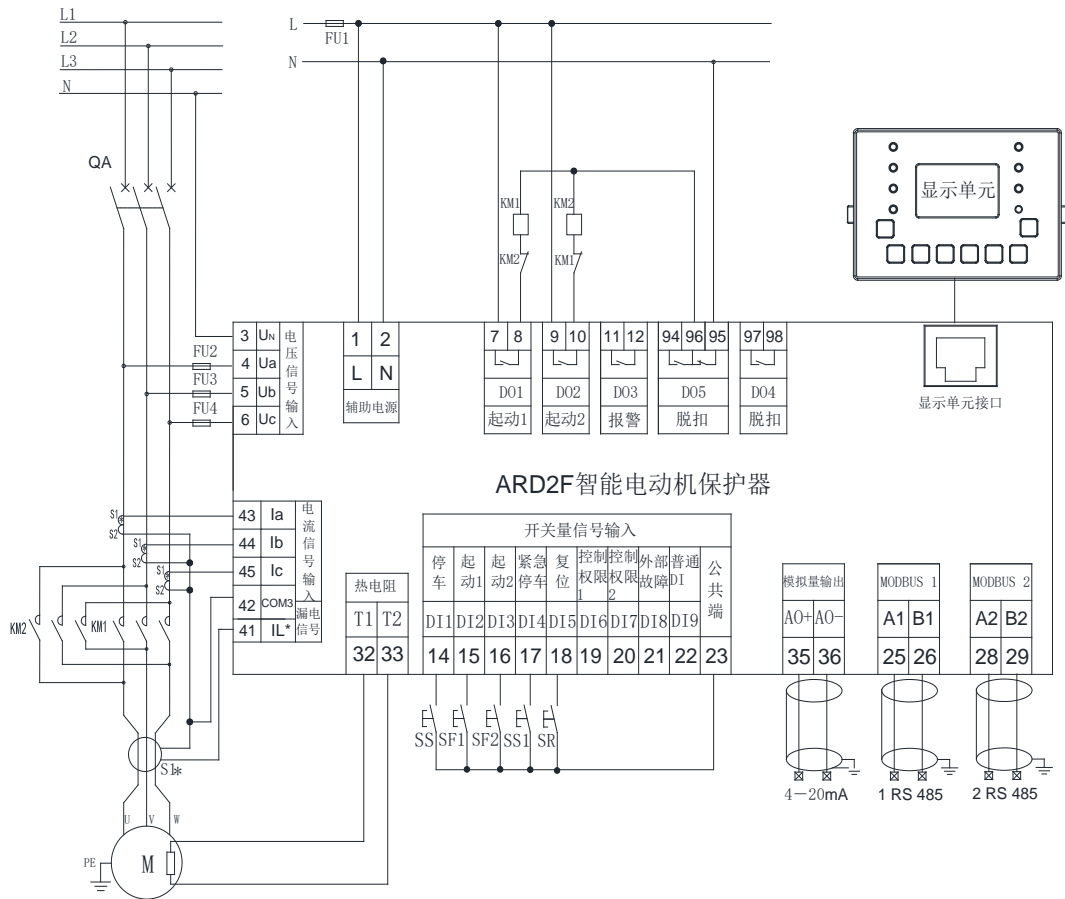 L1
L2
L3
N
L
FU1
N
QA
显示单元
KM1
KM2
KM2
KM1
3 UN
4 Ua
5 Ub
6 Uc
电压信号输入
FU2
FU3
FU4
1 2
L N
辅助电源
7 8
DO1
起动1
9 10
DO2
起动2
11 12
DO3
报警
94 96 95
DO5
脱扣
97 98
DO4
脱扣
显示单元接口
ARD2F智能电动机保护器
43 Ia
44 Ib
45 Ic
42 COM3
41 IL*
电流信号输入
漏电信号
S1
S2
S1
S2
S1
S2
KM2
KM1
热电阻
T1 T2
32 33
开关量信号输入
停车 起动1 起动2 紧急停车 复位 控制权限1 控制权限2 外部故障 普通DI 公共端
DI1 DI2 DI3 DI4 DI5 DI6 DI7 DI8 DI9
14 15 16 17 18 19 20 21 22 23
模拟量输出
AO+ AO-
35 36
MODBUS 1
A1 B1
25 26
MODBUS 2
A2 B2
28 29
SS SF1 SF2 SS1 SR
4-20mA
1 RS 485
2 RS 485
S1*
U V W
PE
M